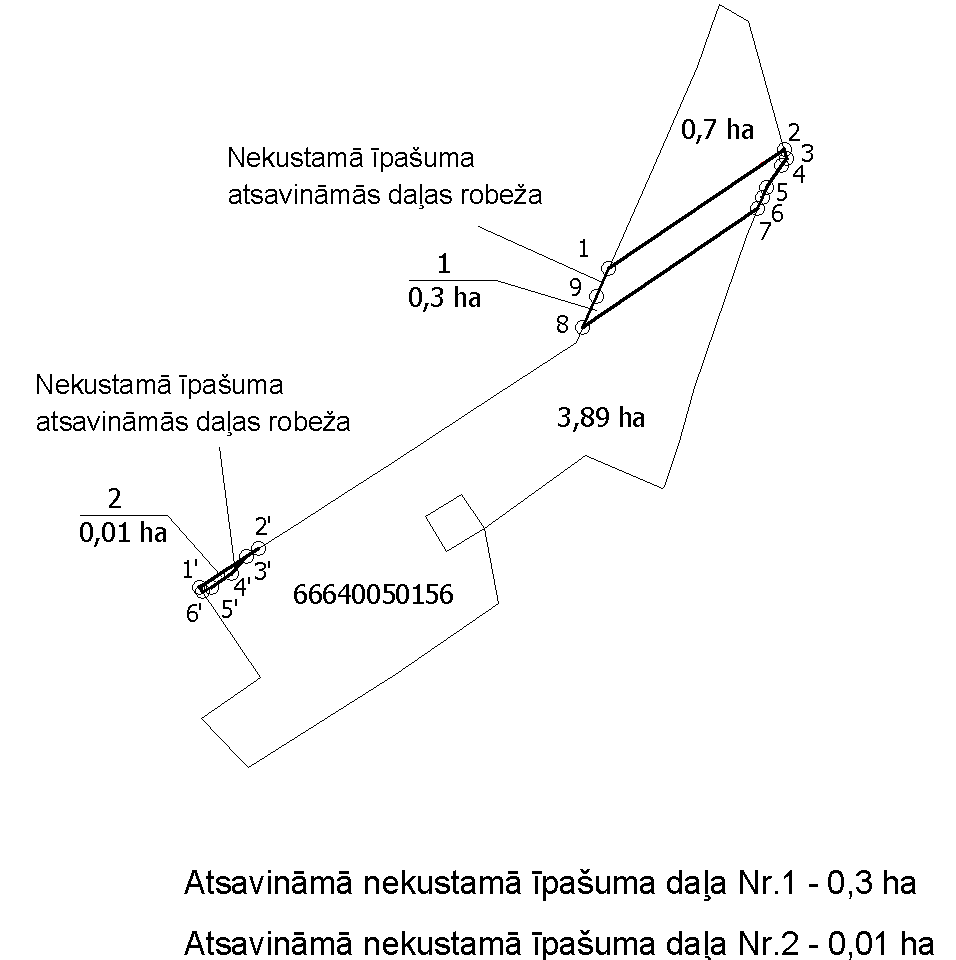 0,7 ha
2
3
4
5
6
7
Nekustamā īpašuma
atsavināmās daļas robeža
1
1
0,3 ha
9
8
Nekustamā īpašuma
atsavināmās daļas robeža
3,89 ha
2
0,01 ha
2'
3'
1'
4'
5'
6'
66640050156
Atsavināmā nekustamā īpašuma daļa Nr.1 - 0,3 ha
Atsavināmā nekustamā īpašuma daļa Nr.2 - 0,01 ha